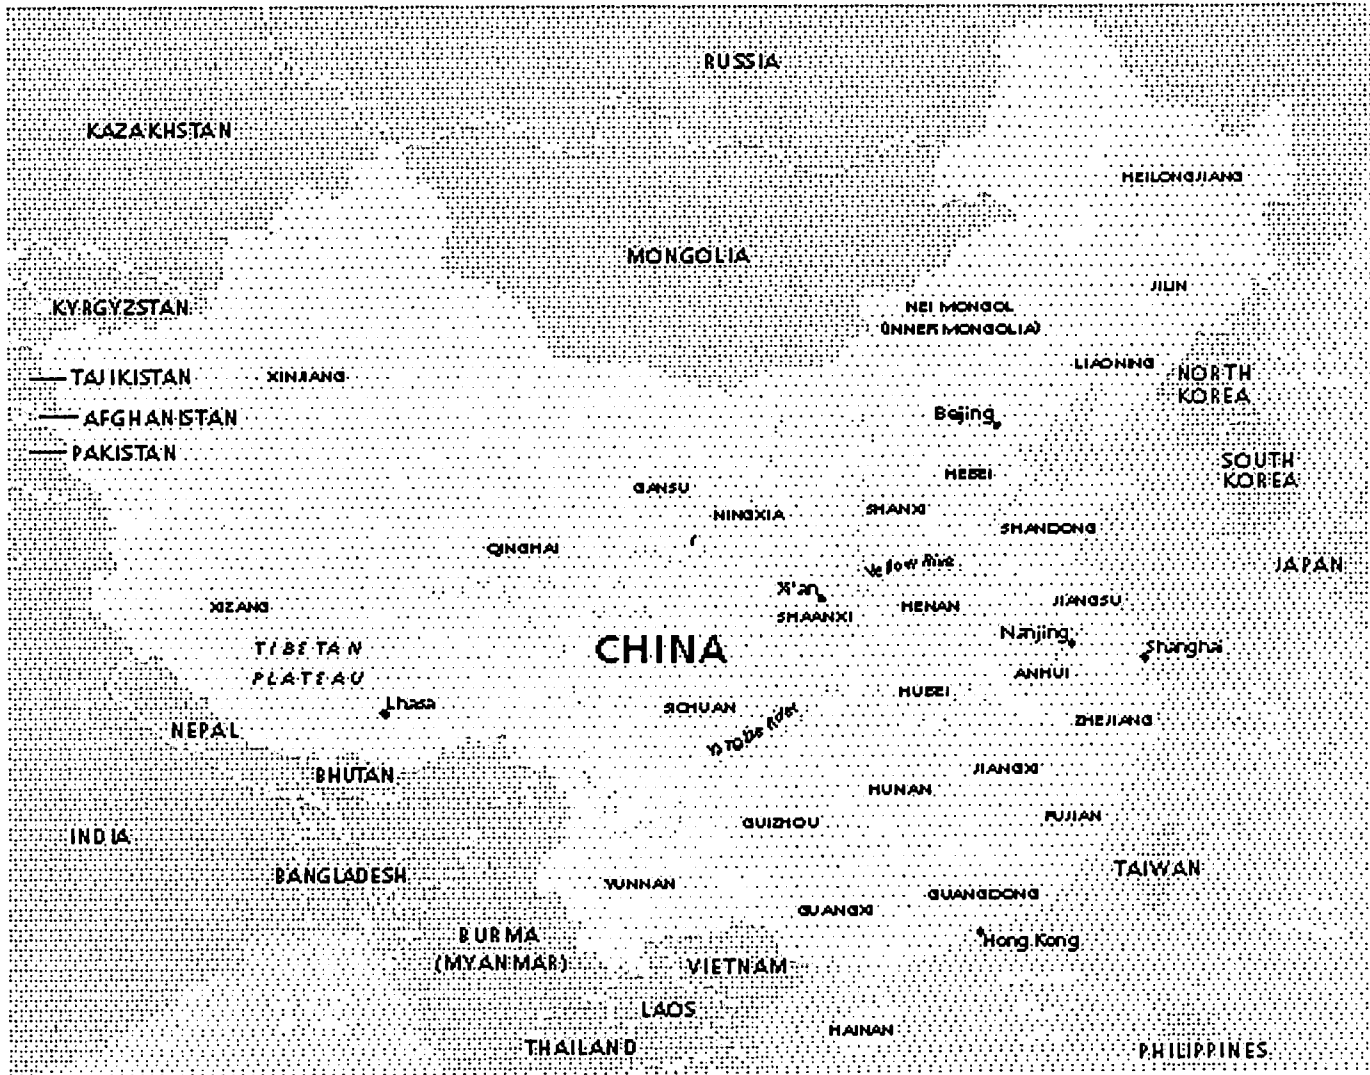 RUSSIA
KAZAKHSTAN
HEILONGJIANG
MONGOLIA
JILIN
KYRGYZSTAN
NEI MONGOL
(INNER MONGOLIA)
LIAONING
TAJIKISTAN
XINJIANG
NORTH
KOREA
AFGHANISTAN
Beijing
PAKISTAN
SOUTH
KOREA
HEBEI
GANSU
NINGXIA
SHANXI
SHANDONG
QINGHAI
Yellow River
JAPAN
Xi'an
XIZANG
SHAANXI
HENAN
JIANGSU
TIBETAN
PLATEAU
CHINA
Nanjing
Shanghai
ANHUI
Lhasa
SICHUAN
HUBEI
NEPAL
River
ZHEJIANG
BHUTAN
JIANGXI
HUNAN
INDIA
GUIZHOU
FUJIAN
BANGLADESH
TAIWAN
YUNNAN
GUANGXI
GUANGDONG
BURMA
(MYANMAR)
Hong Kong
VIETNAM
LAOS
HAINAN
THAILAND
PHILIPPINES